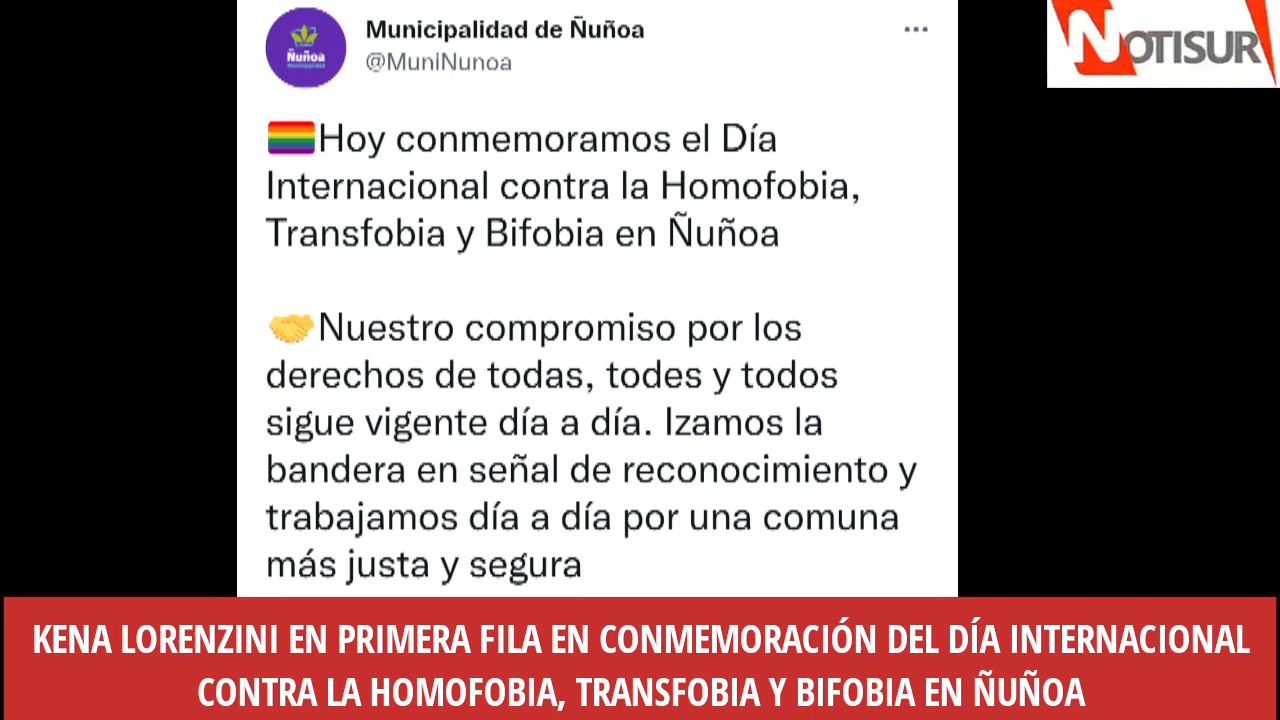 Municipalidad de Ñuñoa
@MuniNunoa
NOTISUR
Ñuñoa
🏳️‍🌈Hoy conmemoramos el Día
Internacional contra la Homofobia,
Transfobia y Bifobia en Ñuñoa
🤝Nuestro compromiso por los
derechos de todas, todes y todos
sigue vigente día a día. Izamos la
bandera en señal de reconocimiento y
trabajamos día a día por una comuna
más justa y segura
KENA LORENZINI EN PRIMERA FILA EN CONMEMORACIÓN DEL DÍA INTERNACIONAL
CONTRA LA HOMOFOBIA, TRANSFOBIA Y BIFOBIA EN ÑUÑOA